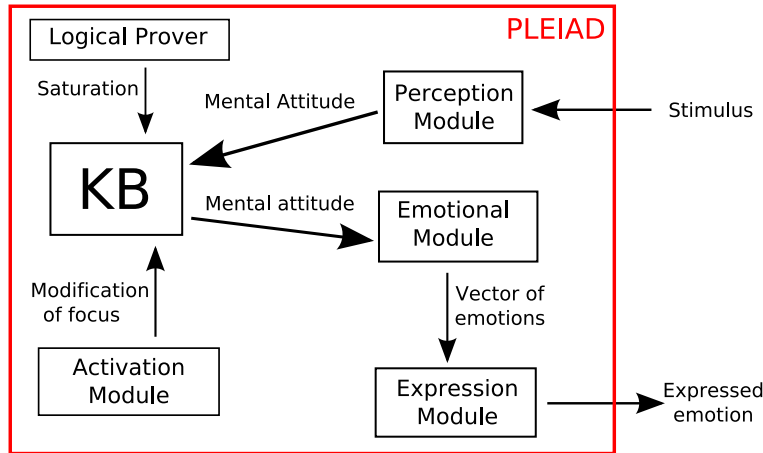 PLEIAD
Logical Prover
Saturation
Mental Attitude
Perception
Module
Stimulus
KB
Mental attitude
Emotional
Module
Modification
of focus
Vector of
emotions
Activation
Module
Expression
Module
Expressed
emotion